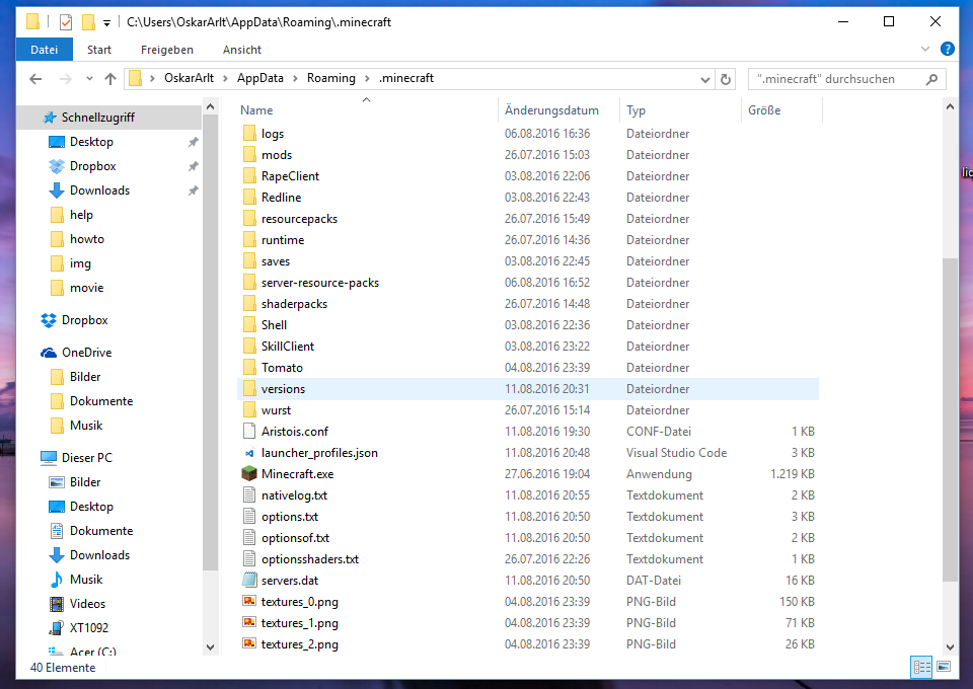 C:\Users\OskarArlt\AppData\Roaming\.minecraft
Datei Start Freigeben Ansicht
OskarArlt AppData Roaming .minecraft ".minecraft" durchsuchen
Schnellzugriff
Desktop
Dropbox
Downloads
help
howto
img
movie
Dropbox
OneDrive
Bilder
Dokumente
Musik
Dieser PC
Bilder
Desktop
Dokumente
Downloads
Musik
Videos
XT1092
Acer (C:)
Name Änderungsdatum Typ Größe
logs 06.08.2016 16:36 Dateiordner
mods 26.07.2016 15:03 Dateiordner
RapeClient 03.08.2016 22:06 Dateiordner
Redline 03.08.2016 22:43 Dateiordner
resourcepacks 26.07.2016 15:49 Dateiordner
runtime 26.07.2016 14:36 Dateiordner
saves 03.08.2016 22:45 Dateiordner
server-resource-packs 06.08.2016 16:52 Dateiordner
shaderpacks 26.07.2016 14:48 Dateiordner
Shell 03.08.2016 22:36 Dateiordner
SkillClient 03.08.2016 23:22 Dateiordner
Tomato 04.08.2016 23:39 Dateiordner
versions 11.08.2016 20:31 Dateiordner
wurst 26.07.2016 15:14 Dateiordner
Aristois.conf 11.08.2016 19:30 CONF-Datei 1 KB
launcher_profiles.json 11.08.2016 20:48 Visual Studio Code 3 KB
Minecraft.exe 27.06.2016 19:04 Anwendung 1.219 KB
nativelog.txt 11.08.2016 20:55 Textdokument 2 KB
options.txt 11.08.2016 20:50 Textdokument 3 KB
optionsof.txt 11.08.2016 20:50 Textdokument 2 KB
optionsshaders.txt 26.07.2016 22:26 Textdokument 1 KB
servers.dat 11.08.2016 20:50 DAT-Datei 16 KB
textures_0.png 04.08.2016 23:39 PNG-Bild 150 KB
textures_1.png 04.08.2016 23:39 PNG-Bild 71 KB
textures_2.png 04.08.2016 23:39 PNG-Bild 26 KB
40 Elemente